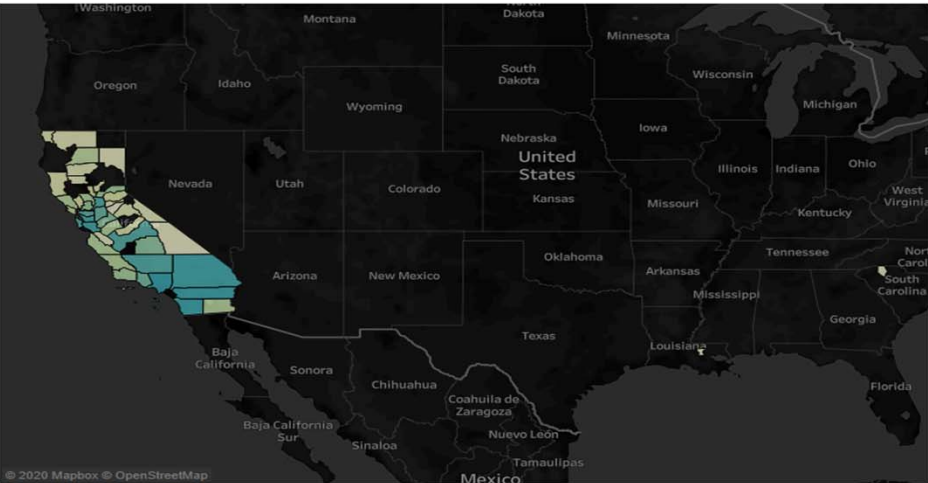 Washington
Montana
North
Dakota
Minnesota
Oregon
Idaho
South
Dakota
Wisconsin
Michigan
Wyoming
Iowa
Nebraska
United
States
Nevada
Utah
Colorado
Kansas
Illinois
Indiana
Ohio
Missouri
West
Virginia
Kentucky
Arizona
New Mexico
Oklahoma
Arkansas
Tennessee
South
Carolina
Mississippi
Georgia
Texas
Louisiana
Florida
Baja
California
Sonora
Chihuahua
Coahuila de
Zaragoza
Baja California
Sur
Sinaloa
Nuevo León
Tamaulipas
Mexico
© 2020 Mapbox © OpenStreetMap